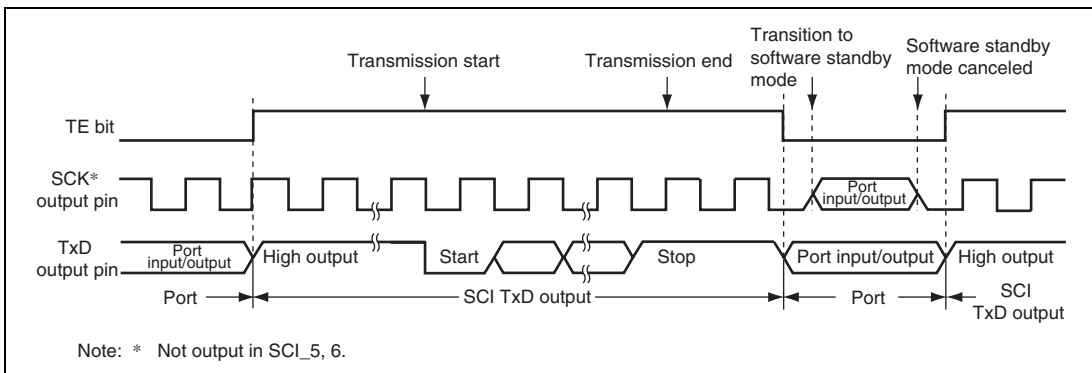 Transmission start
Transmission end
Transition to
software standby
mode
Software standby
mode canceled
TE bit
SCK*
output pin
Port
input/output
TxD
output pin
Port
input/output
High output
Start
Stop
Port input/output
High output
Port
SCI TxD output
Port
SCI
TxD output
Note: * Not output in SCI_5, 6.